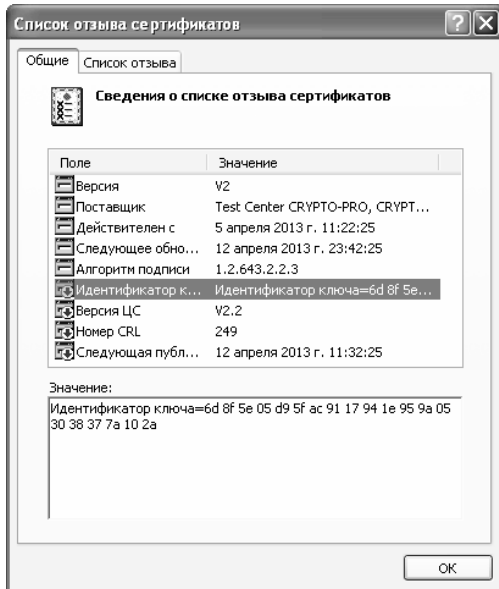 Список отзыва сертификатов
Общие Список отзыва
Сведения о списке отзыва сертификатов
Поле Значение
Версия V2
Поставщик Test Center CRYPTO-PRO, CRYPT...
Действителен с 5 апреля 2013 г. 11:22:25
Следующее обно... 12 апреля 2013 г. 23:42:25
Алгоритм подписи 1.2.643.2.2.3
Идентификатор к... Идентификатор ключа=6d 8f 5e...
Версия ЦС V2.2
Номер CRL 249
Следующая публ... 12 апреля 2013 г. 11:32:25
Значение:
Идентификатор ключа=6d 8f 5e 05 d9 5f ac 91 17 94 1e 95 9a 05
30 38 37 7a 10 2a
ОК